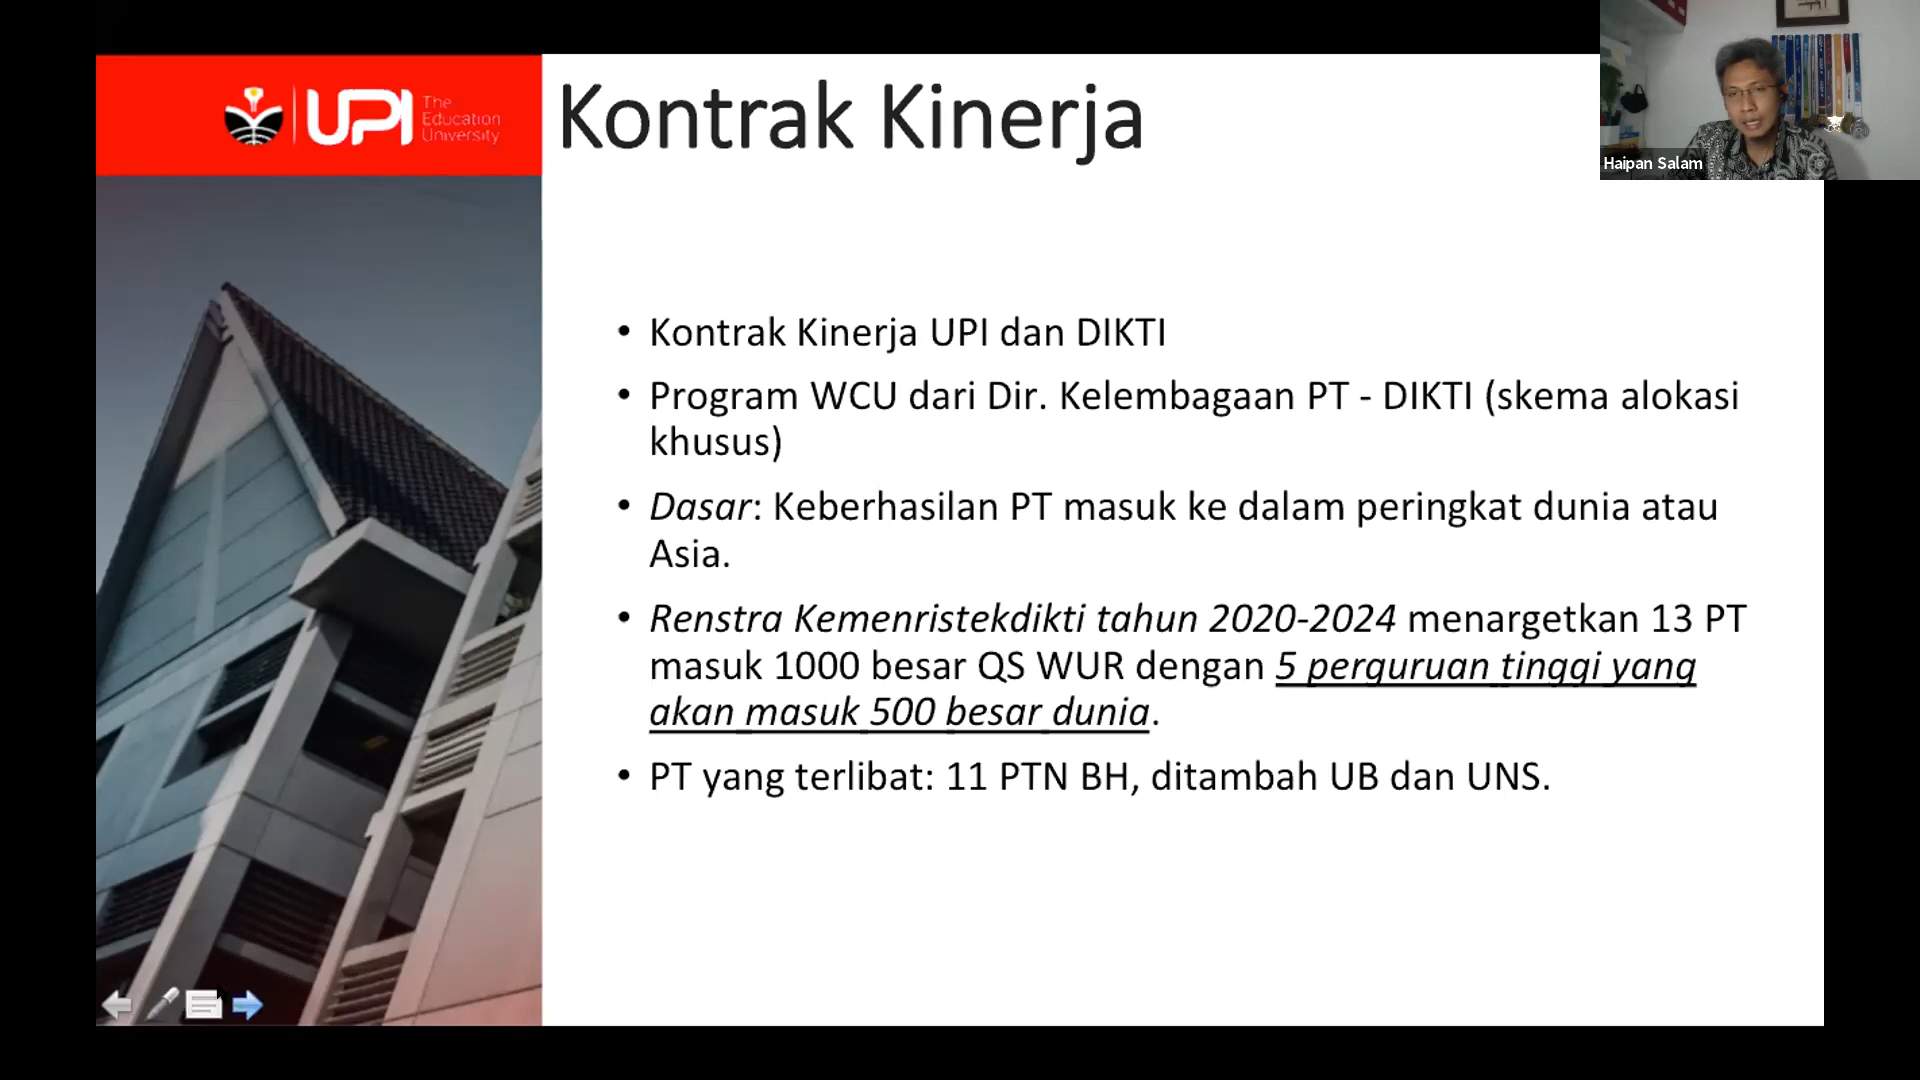 UPI
The
Education
University
Kontrak Kinerja
Haipan Salam
• Kontrak Kinerja UPI dan DIKTI
• Program WCU dari Dir. Kelembagaan PT - DIKTI (skema alokasi
khusus)
• Dasar: Keberhasilan PT masuk ke dalam peringkat dunia atau
Asia.
• Renstra Kemenristekdikti tahun 2020-2024 menargetkan 13 PT
masuk 1000 besar QS WUR dengan 5 perguruan tinggi yang
akan masuk 500 besar dunia.
• PT yang terlibat: 11 PTN BH, ditambah UB dan UNS.